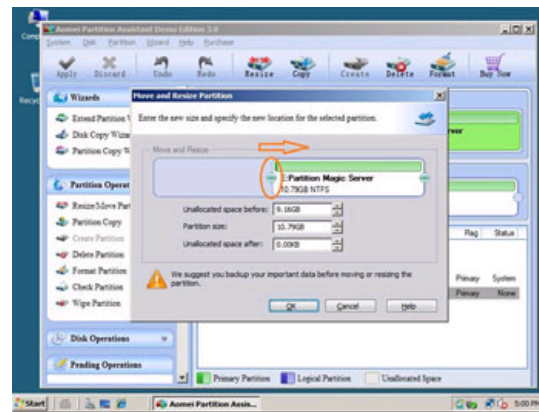 Aomei Partition Assistant Demo Edition 2.0
System Disk Partition Wizard Help Purchase
Apply Discard Undo Redo Resize Copy Create Delete Format Buy Now
Wizards
Extend Partition
Disk Copy
Partition Copy
Move and Resize Partition
Enter the new size and specify the new location for the selected partition.
Move and Resize
E:Partition Magic Server
10.79GB NTFS
Unallocated space before: 9.16GB
Partition size: 10.79GB
Unallocated space after: 0.00KB
We suggest you backup your important data before moving or resizing the
partition.
OK Cancel Help
Partition Operat
Resize/Move Par
Partition Copy
Create Partition
Delete Partition
Format Partition
Check Partition
Wipe Partition
Disk Operations
Pending Operations
Flag Status
Primary System
Primary None
Primary Partition Logical Partition Unallocated Space
Start Aomei Partition Assis... 5:00 PM